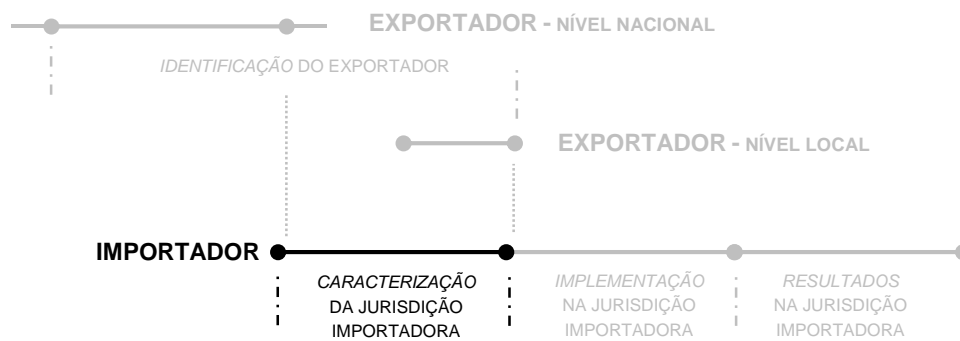 EXPORTADOR - NÍVEL NACIONAL
IDENTIFICAÇÃO DO EXPORTADOR
EXPORTADOR - NÍVEL LOCAL
IMPORTADOR
CARACTERIZAÇÃO
DA JURISDIÇÃO
IMPORTADORA
IMPLEMENTAÇÃO
NA JURISDIÇÃO
IMPORTADORA
RESULTADOS
NA JURISDIÇÃO
IMPORTADORA